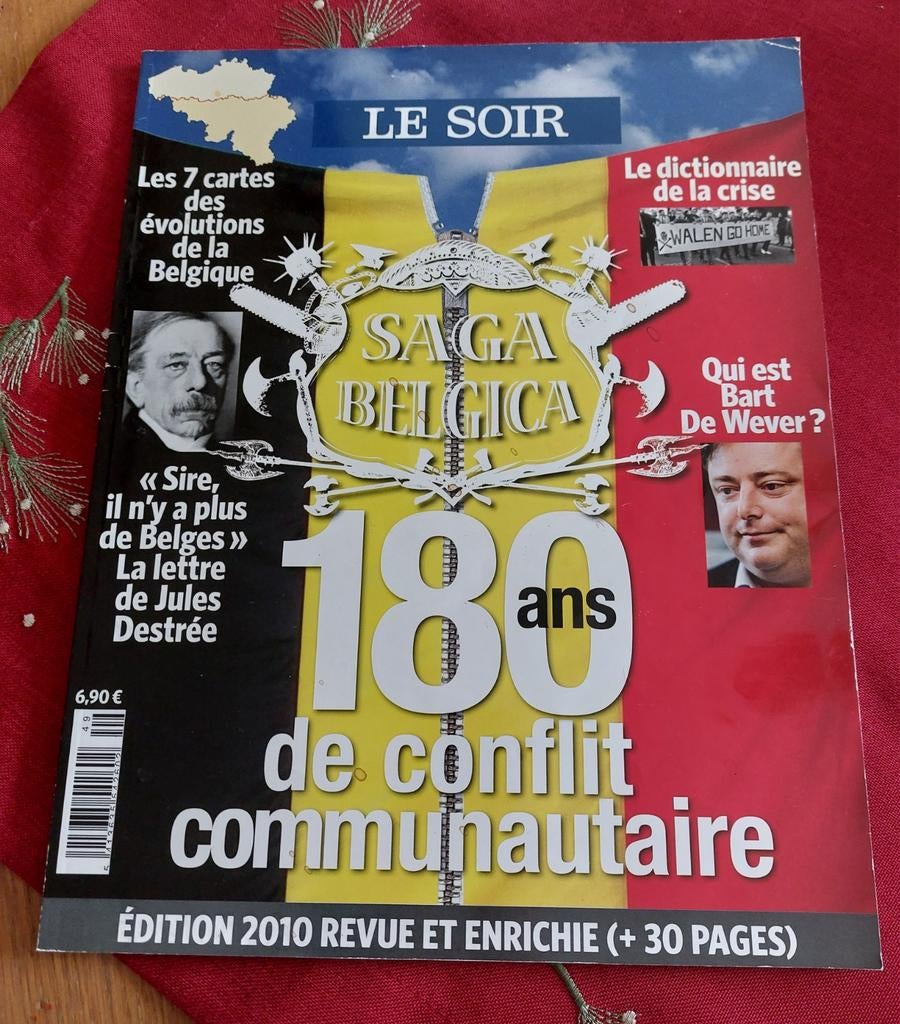 LE SOIR
Les 7 cartes
des
évolutions
de la
Belgique
Le dictionnaire
de la crise
WALEN GO HOME
SAGA
BELGICA
Qui est
Bart
De Wever ?
« Sire,
il n'y a plus
de Belges »
La lettre
de Jules
Destrée
180
ans
de conflit
communautaire
6,90 €
49
ÉDITION 2010 REVUE ET ENRICHIE (+ 30 PAGES)